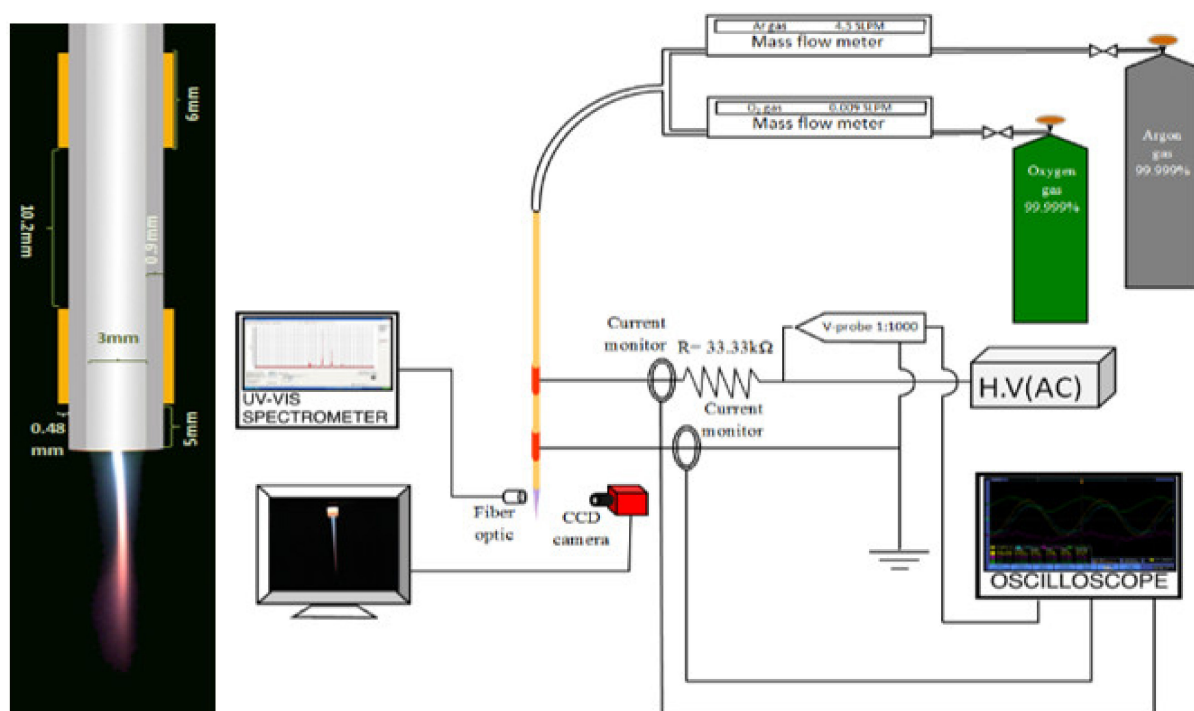 6mm
10.2mm
0.9mm
3mm
0.48
mm
5mm
Ar gas 4.5 SLPM
Mass flow meter
O₂ gas 0.009 SLPM
Mass flow meter
Argon
gas
99.999%
Oxygen
gas
99.999%
Current
monitor
R= 33.33kΩ
V-probe 1:1000
H.V(AC)
Current
monitor
UV-VIS
SPECTROMETER
Fiber
optic
CCD
camera
OSCILLOSCOPE